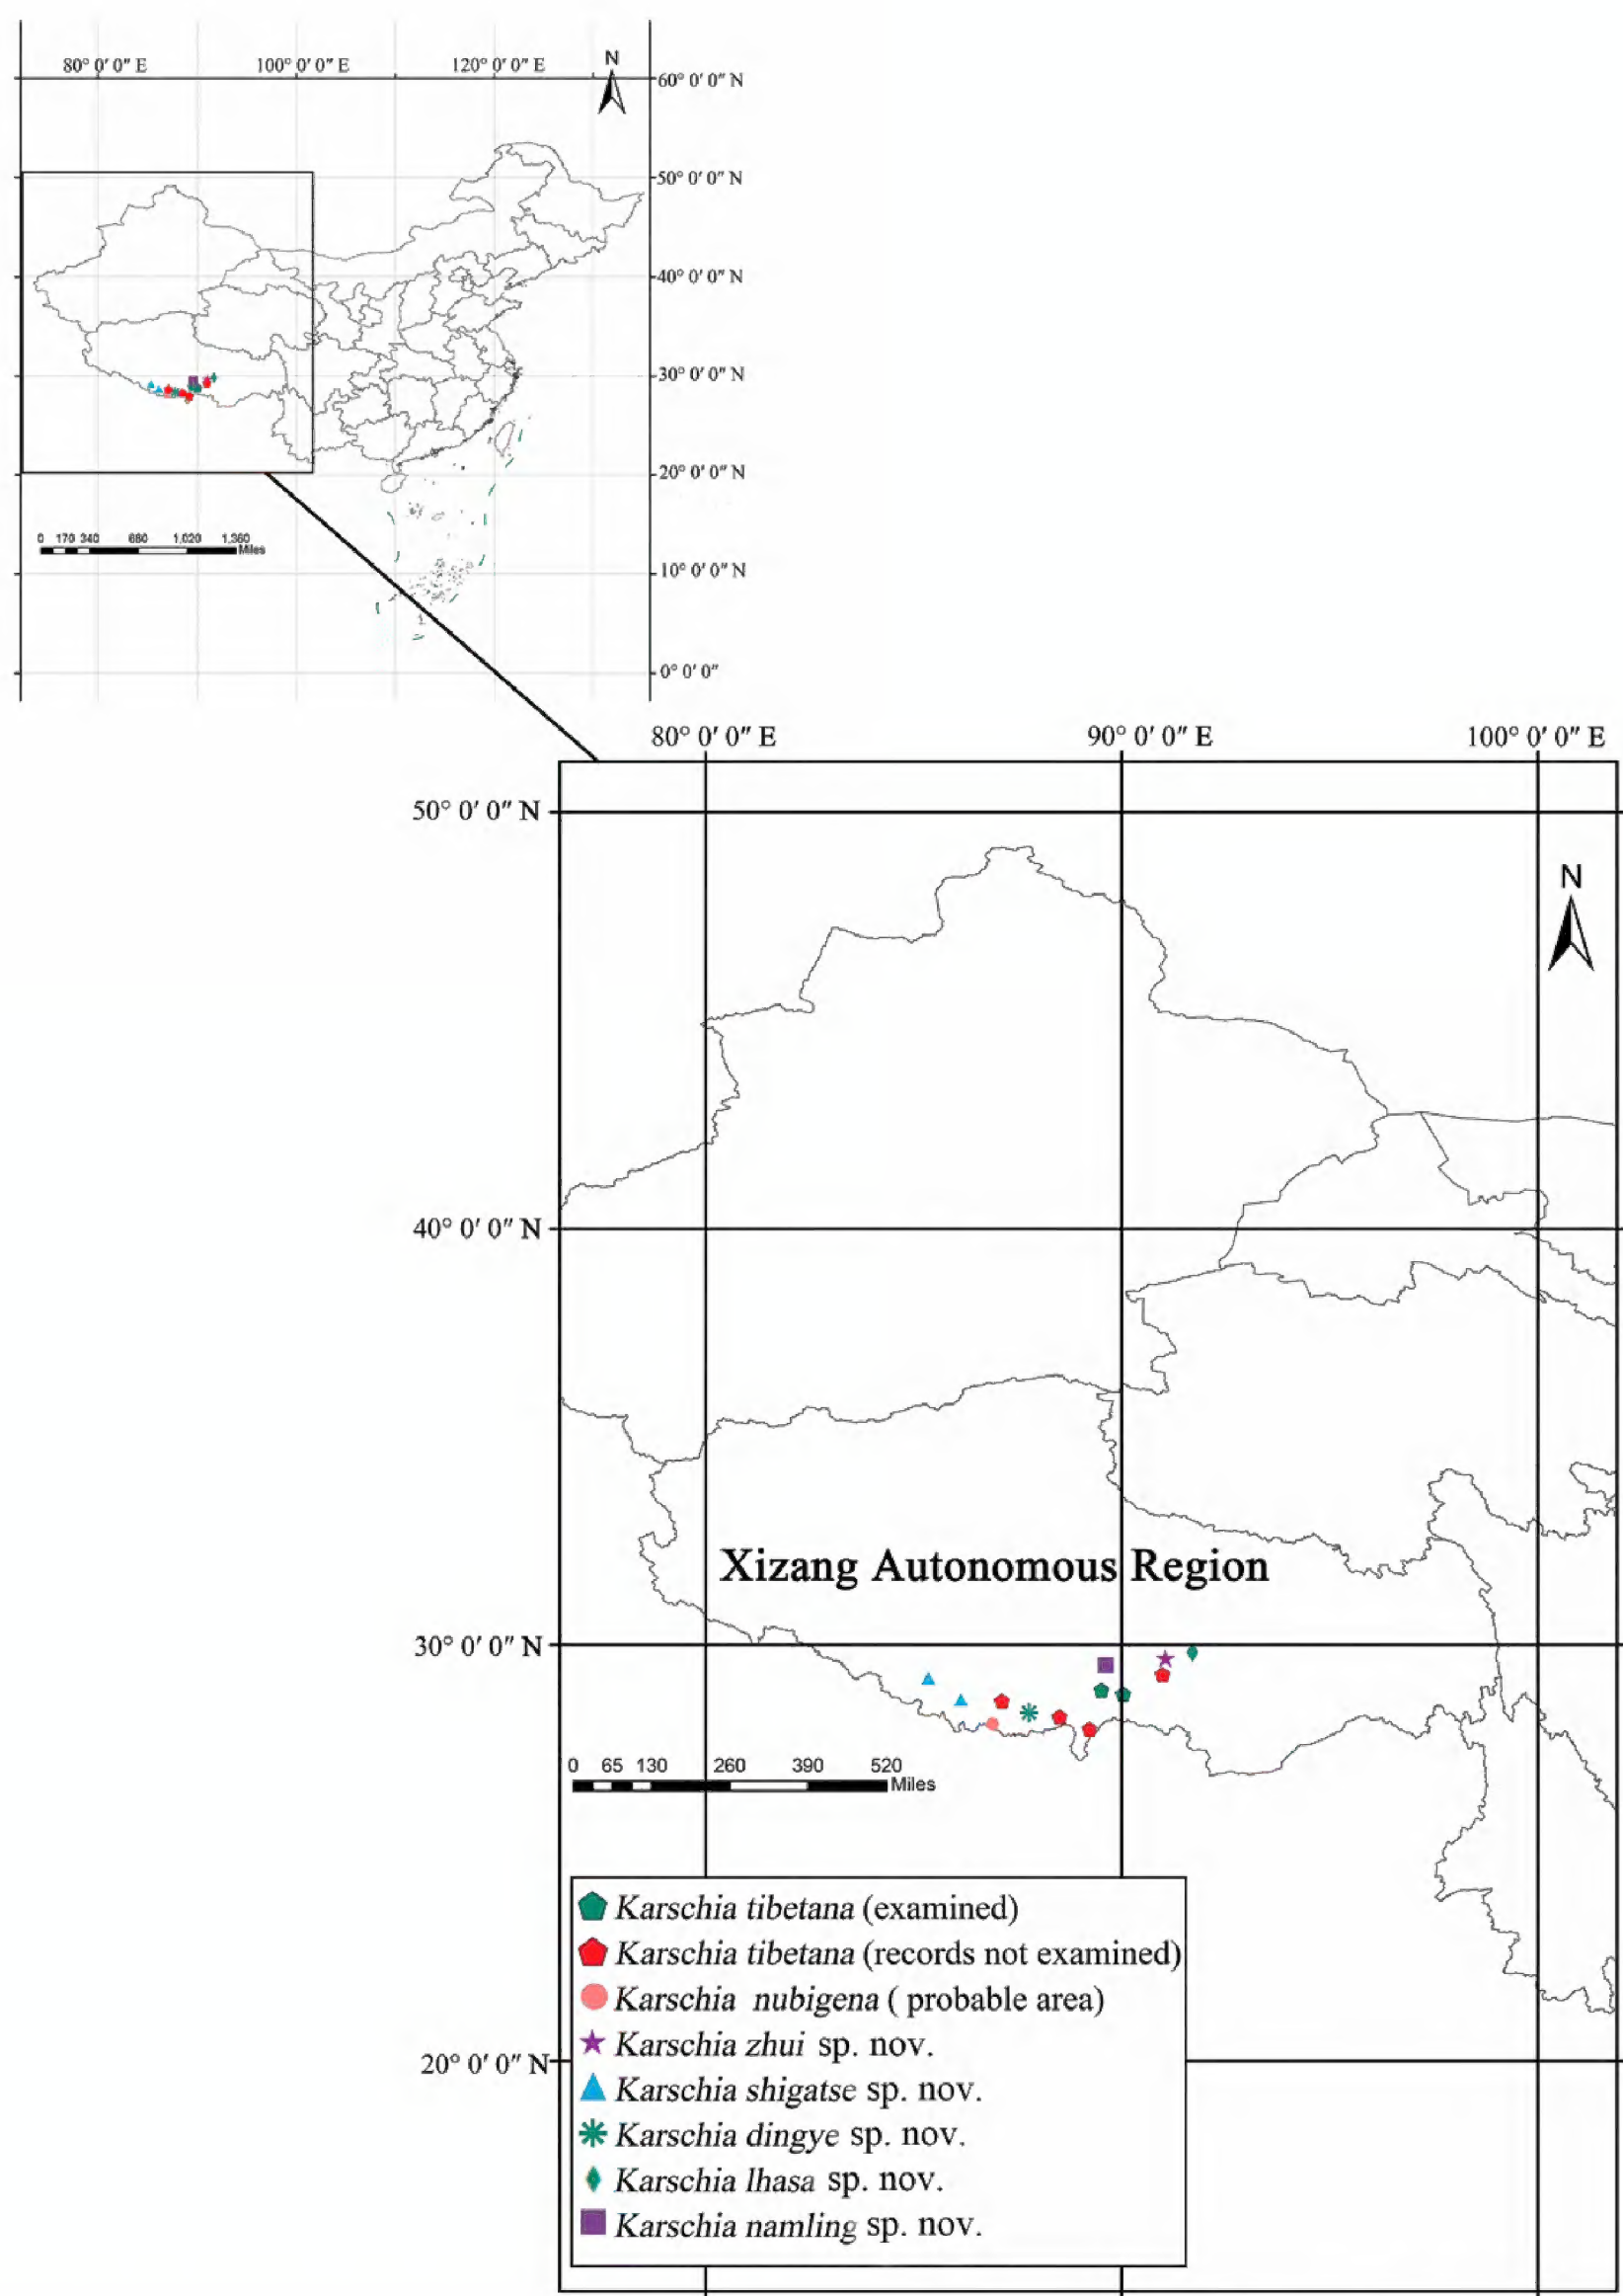 N
80° 0′ 0″ E 100° 0′ 0″ E 120° 0′ 0″ E
60° 0′ 0″ N
50° 0′ 0″ N
40° 0′ 0″ N
30° 0′ 0″ N
20° 0′ 0″ N
0 170 340 680 1,020 1,360
Miles
10° 0′ 0″ N
0° 0′ 0″
80° 0′ 0″ E 90° 0′ 0″ E 100° 0′ 0″ E
50° 0′ 0″ N
N
40° 0′ 0″ N
Xizang Autonomous Region
30° 0′ 0″ N
0 65 130 260 390 520
Miles
20° 0′ 0″ N
Karschia tibetana (examined)
Karschia tibetana (records not examined)
Karschia nubigena ( probable area)
Karschia zhui sp. nov.
Karschia shigatse sp. nov.
Karschia dingye sp. nov.
Karschia lhasa sp. nov.
Karschia namling sp. nov.